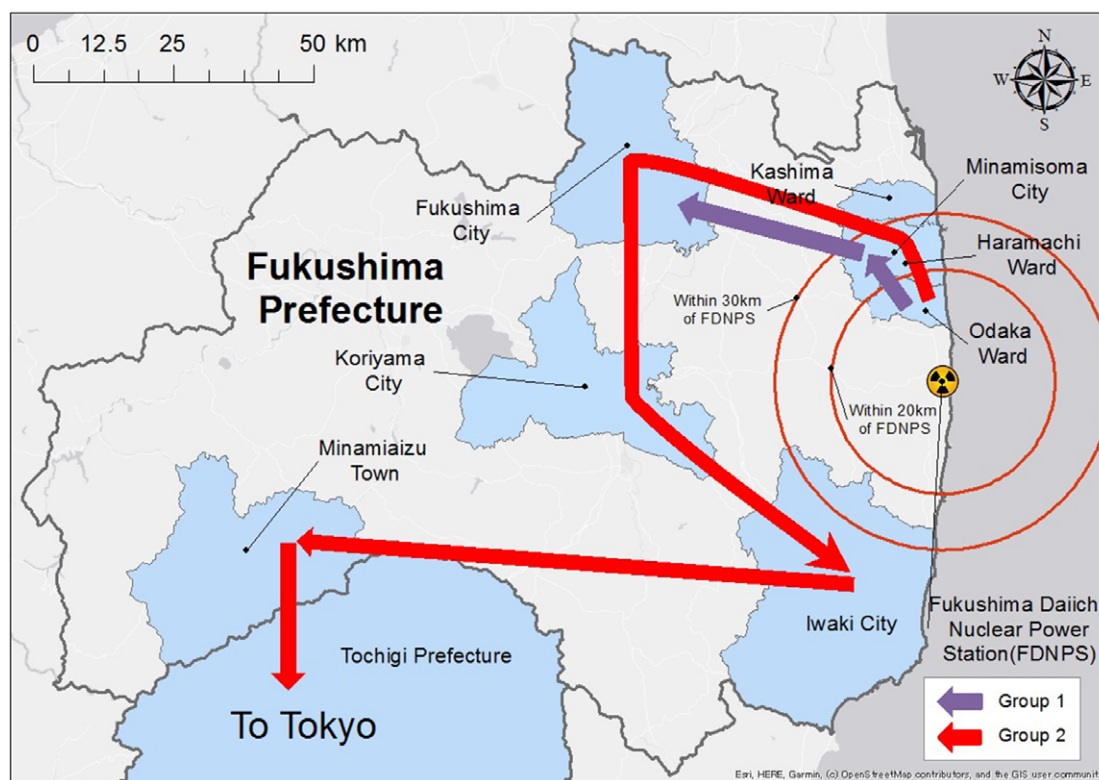 0 12.5 25 50 km
N
W E
S
Kashima
Ward
Minamisoma
City
Fukushima
City
Haramachi
Ward
Fukushima
Prefecture
Within 30km
of FDNPS
Odaka
Ward
Koriyama
City
Within 20km
of FDNPS
Minamiaizu
Town
Iwaki City
Fukushima Daiich
Nuclear Power
Station(FDNPS)
Tochigi Prefecture
To Tokyo
Group 1
Group 2
Esri, HERE, Garmin, (c) OpenStreetMap contributors, and the GIS user communit